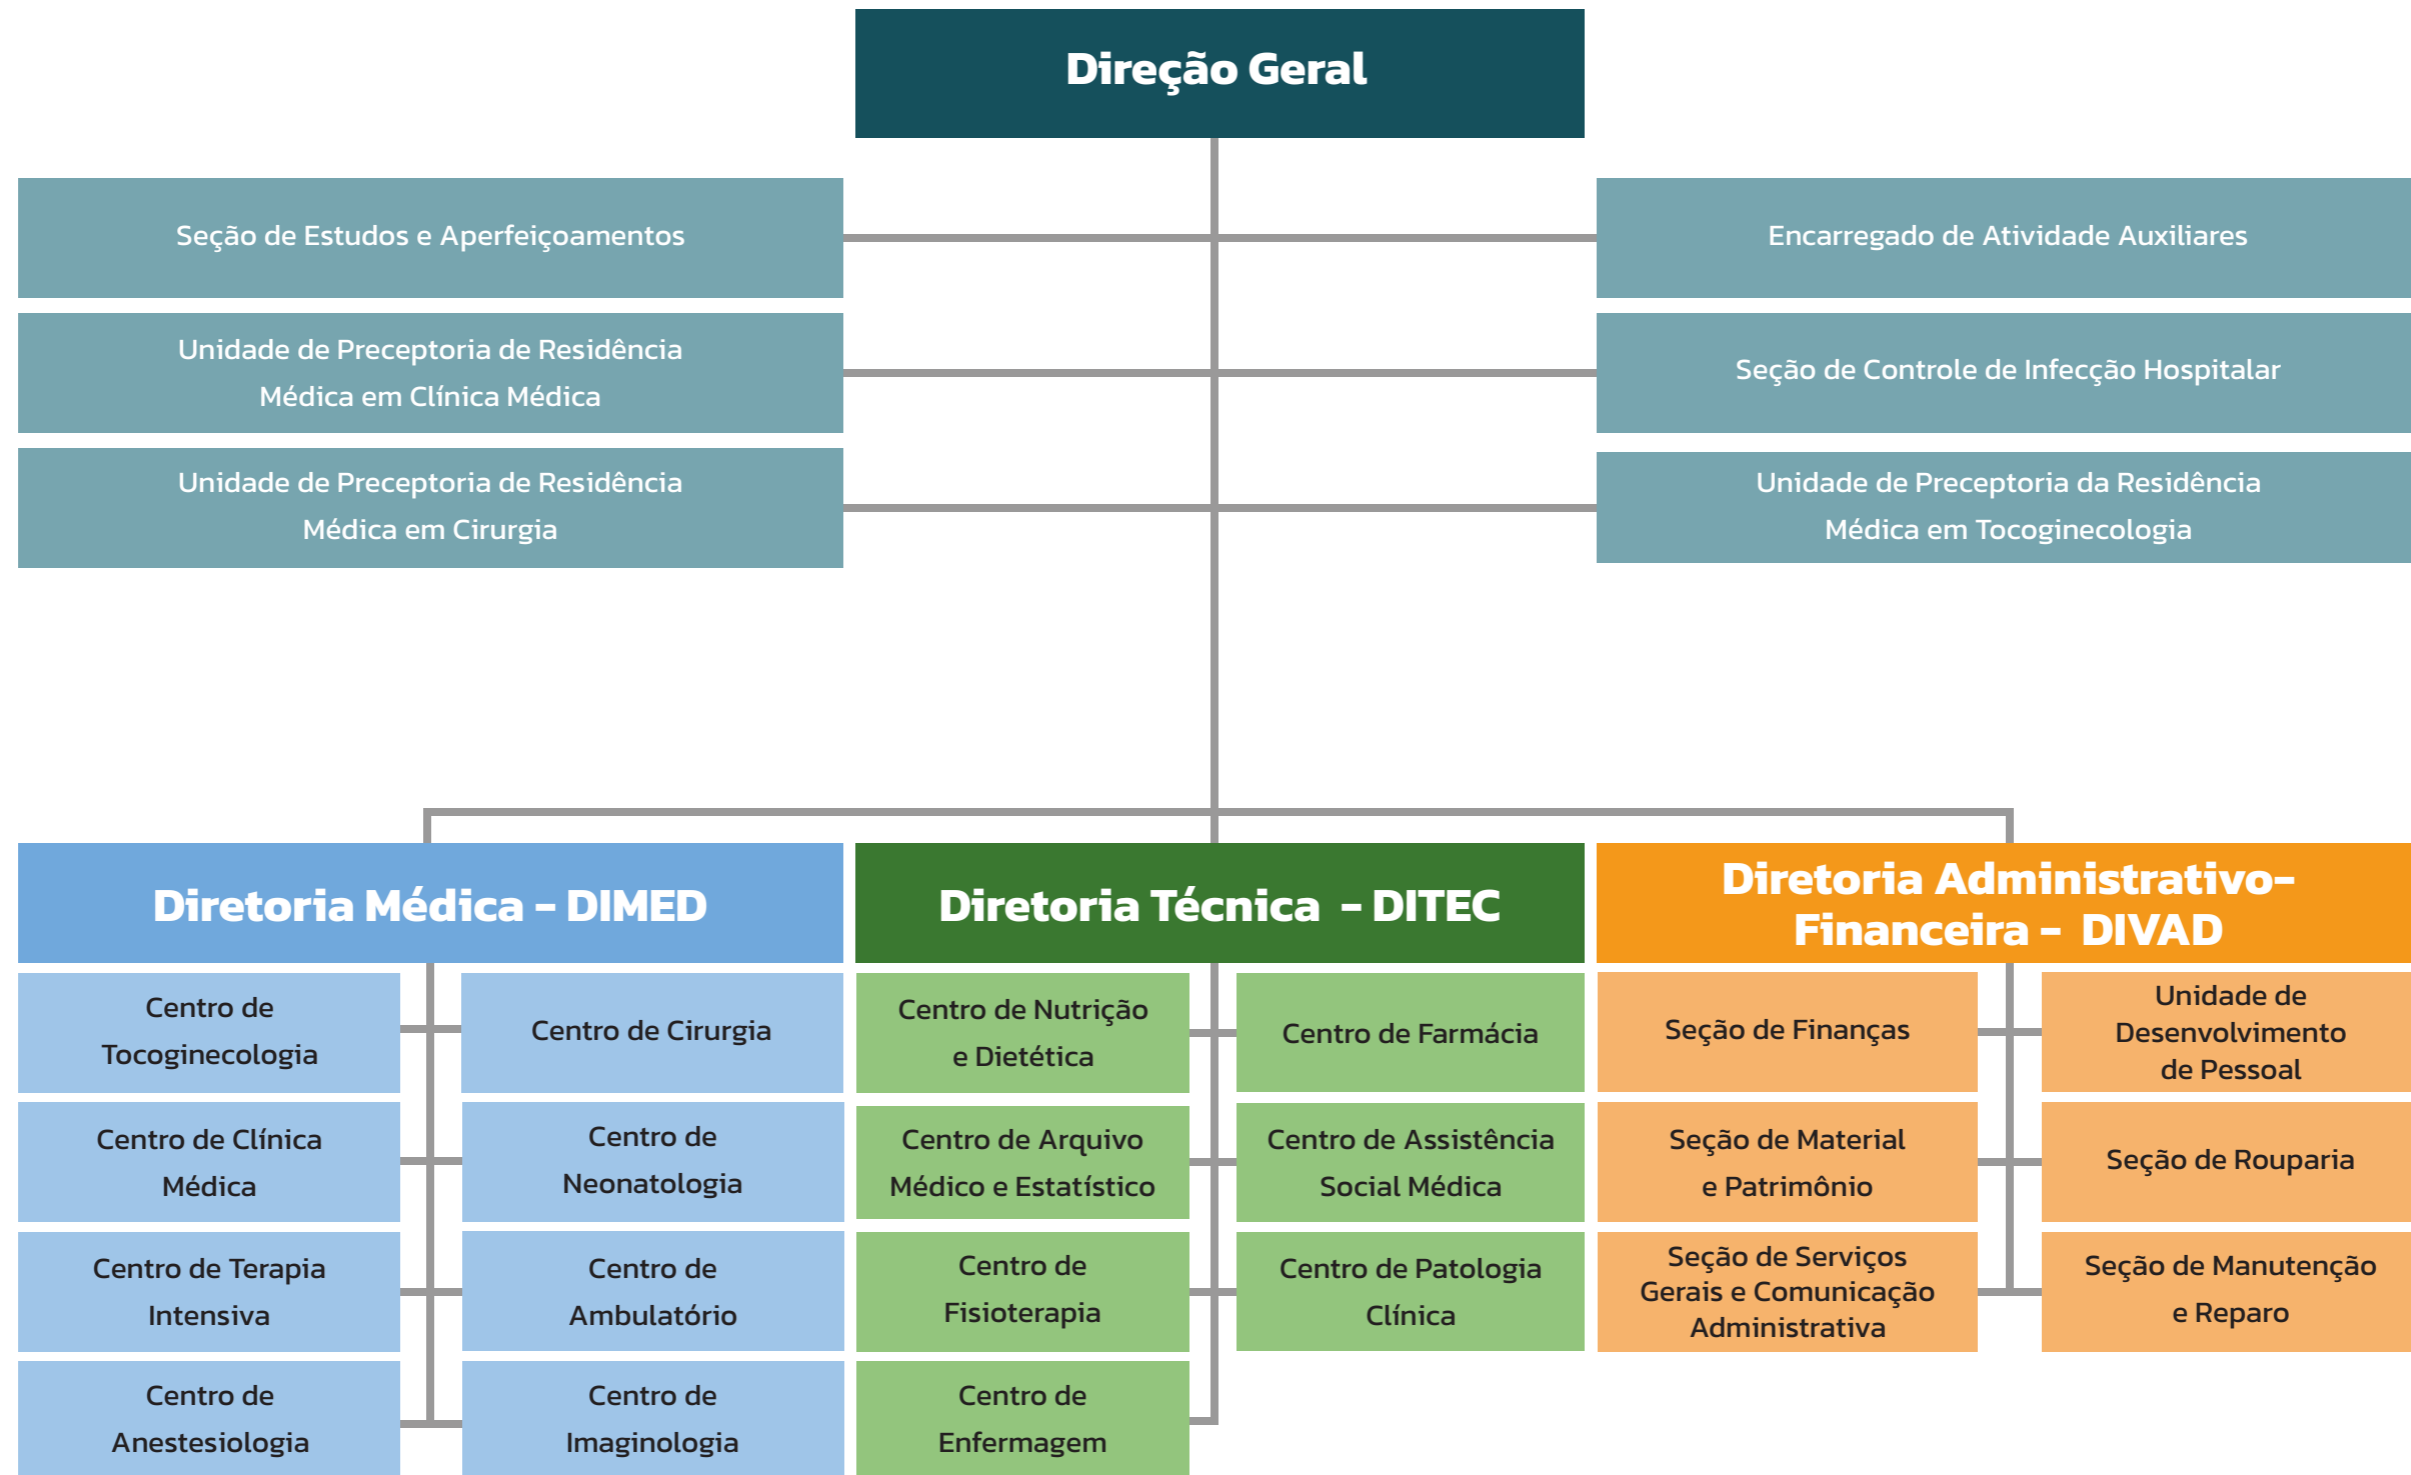 Direção Geral
Seção de Estudos e Aperfeiçoamentos
Encarregado de Atividade Auxiliares
Unidade de Preceptoria de Residência
Médica em Clínica Médica
Seção de Controle de Infecção Hospitalar
Unidade de Preceptoria de Residência
Médica em Cirurgia
Unidade de Preceptoria da Residência
Médica em Tocoginecologia
Diretoria Médica - DIMED
Centro de
Tocoginecologia
Centro de Cirurgia
Centro de Clínica
Médica
Centro de
Neonatologia
Centro de Terapia
Intensiva
Centro de
Ambulatório
Centro de
Anestesiologia
Centro de
Imaginologia
Diretoria Técnica - DITEC
Centro de Nutrição
e Dietética
Centro de Farmácia
Centro de Arquivo
Médico e Estatístico
Centro de Assistência
Social Médica
Centro de
Fisioterapia
Centro de Patologia
Clínica
Centro de
Enfermagem
Diretoria Administrativo-
Financeira - DIVAD
Seção de Finanças
Unidade de
Desenvolvimento
de Pessoal
Seção de Material
e Patrimônio
Seção de Rouparia
Seção de Serviços
Gerais e Comunicação
Administrativa
Seção de Manutenção
e Reparo